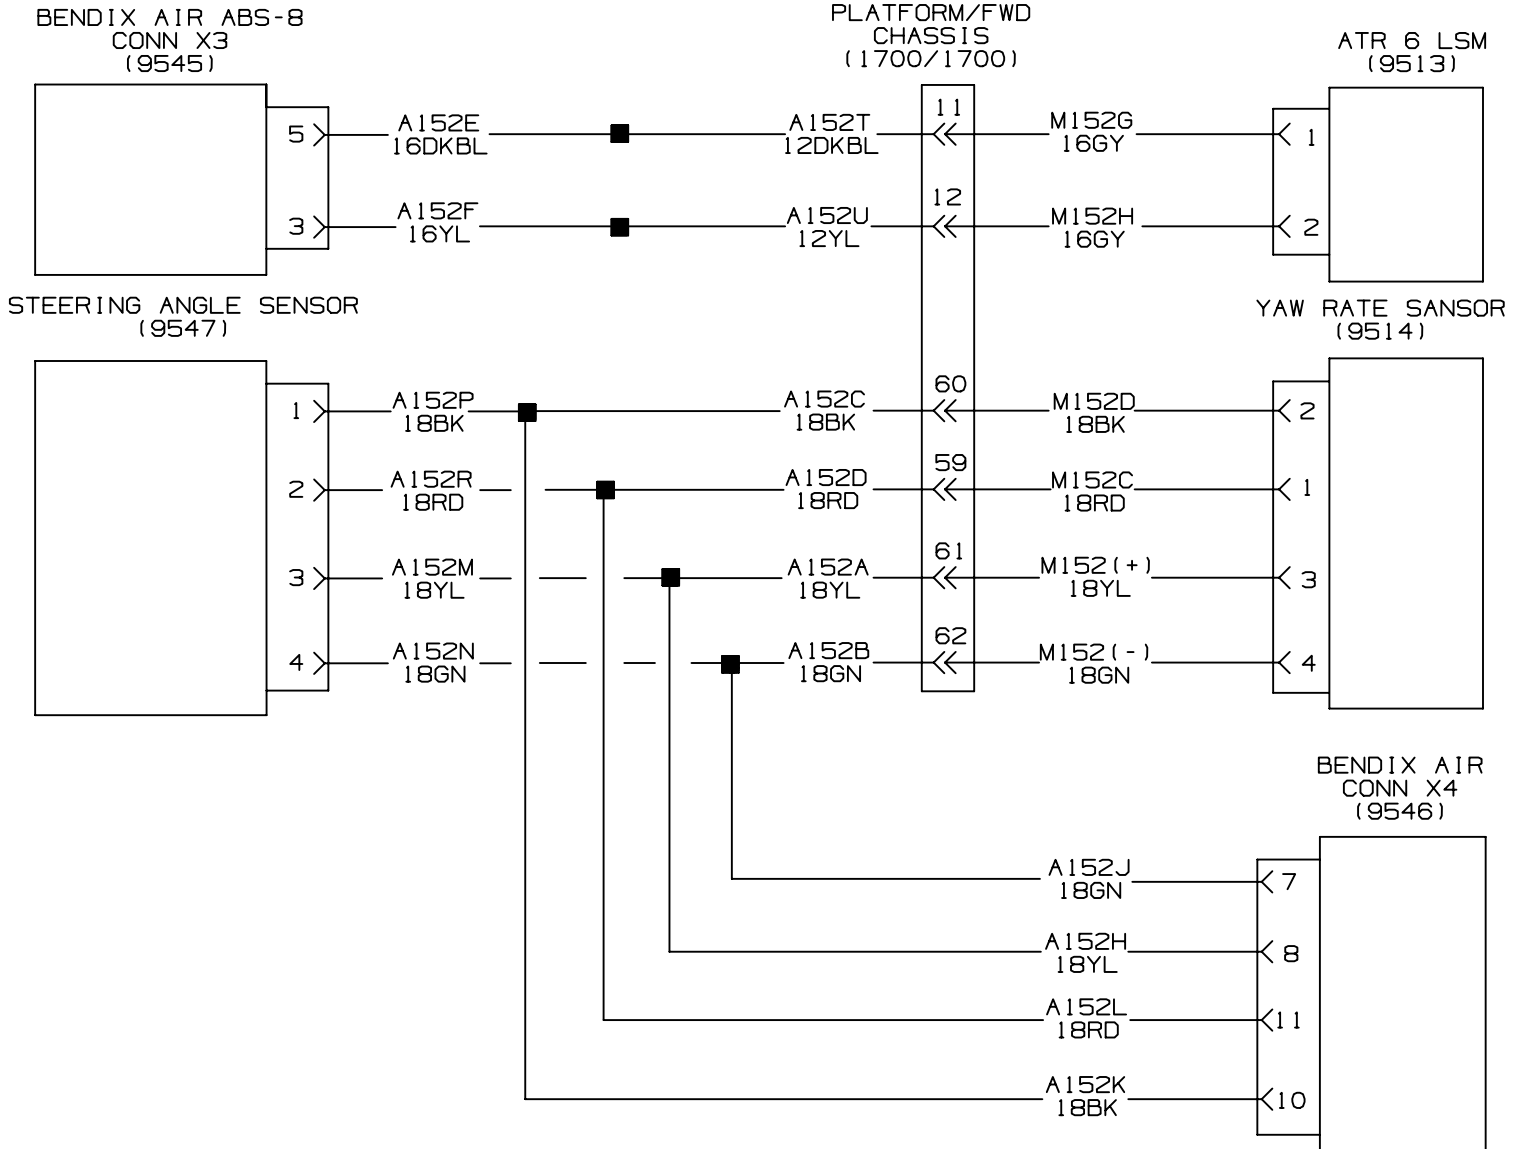 BENDIX AIR ABS-8
CONN X3
(9545)
PLATFORM/FWD
CHASSIS
(1700/1700)
ATR 6 LSM
(9513)
5
A152E
16DKBL
A152T
12DKBL
11
M152G
16GY
1
3
A152F
16YL
A152U
12YL
12
M152H
16GY
2
STEERING ANGLE SENSOR
(9547)
YAW RATE SANSOR
(9514)
1
A152P
18BK
A152C
18BK
60
M152D
18BK
2
2
A152R
18RD
A152D
18RD
59
M152C
18RD
1
3
A152M
18YL
A152A
18YL
61
M152(+)
18YL
3
4
A152N
18GN
A152B
18GN
62
M152(-)
18GN
4
BENDIX AIR
CONN X4
(9546)
A152J
18GN
7
A152H
18YL
8
A152L
18RD
11
A152K
18BK
10